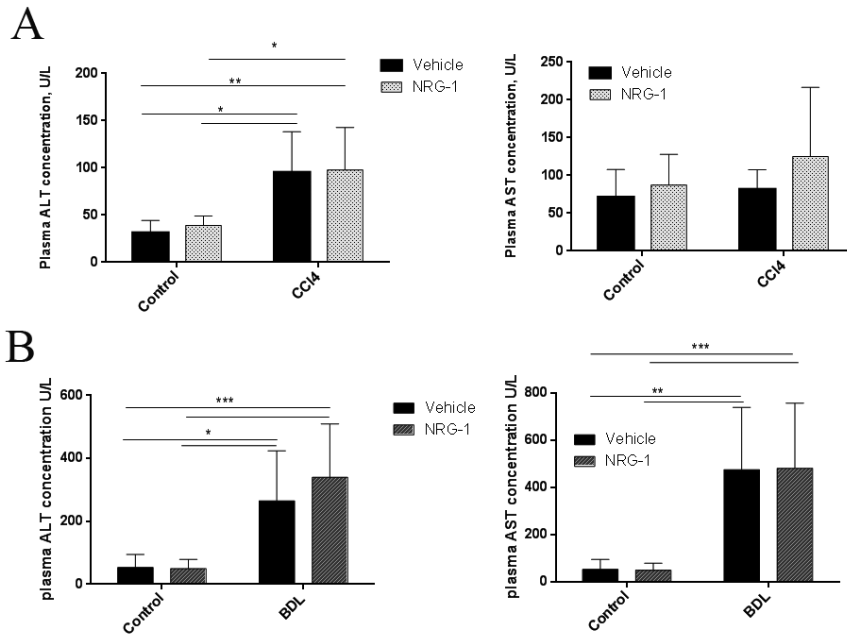 A
Plasma ALT concentration, U/L
200
150
100
50
0
*
**
*
Control
CCl4
Vehicle
NRG-1
Plasma AST concentration, U/L
250
200
150
100
50
0
Control
CCl4
Vehicle
NRG-1
B
plasma ALT concentration U/L
600
400
200
0
***
*
Control
BDL
Vehicle
NRG-1
plasma AST concentration U/L
800
600
400
200
0
***
**
Control
BDL
Vehicle
NRG-1